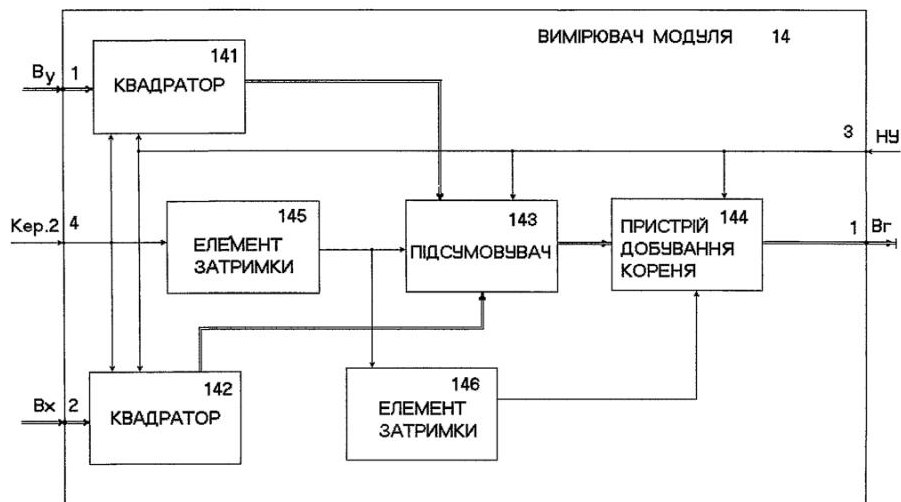 ВИМІРЮВАЧ МОДУЛЯ 14
141
КВАДРАТОР
Ву 1
3 НУ
Кер.2 4
145
ЕЛЕМЕНТ
ЗАТРИМКИ
143
ПІДСУМОВУВАЧ
144
ПРИСТРІЙ
ДОБУВАННЯ
КОРЕНЯ
1 Вг
142
КВАДРАТОР
Вх 2
146
ЕЛЕМЕНТ
ЗАТРИМКИ